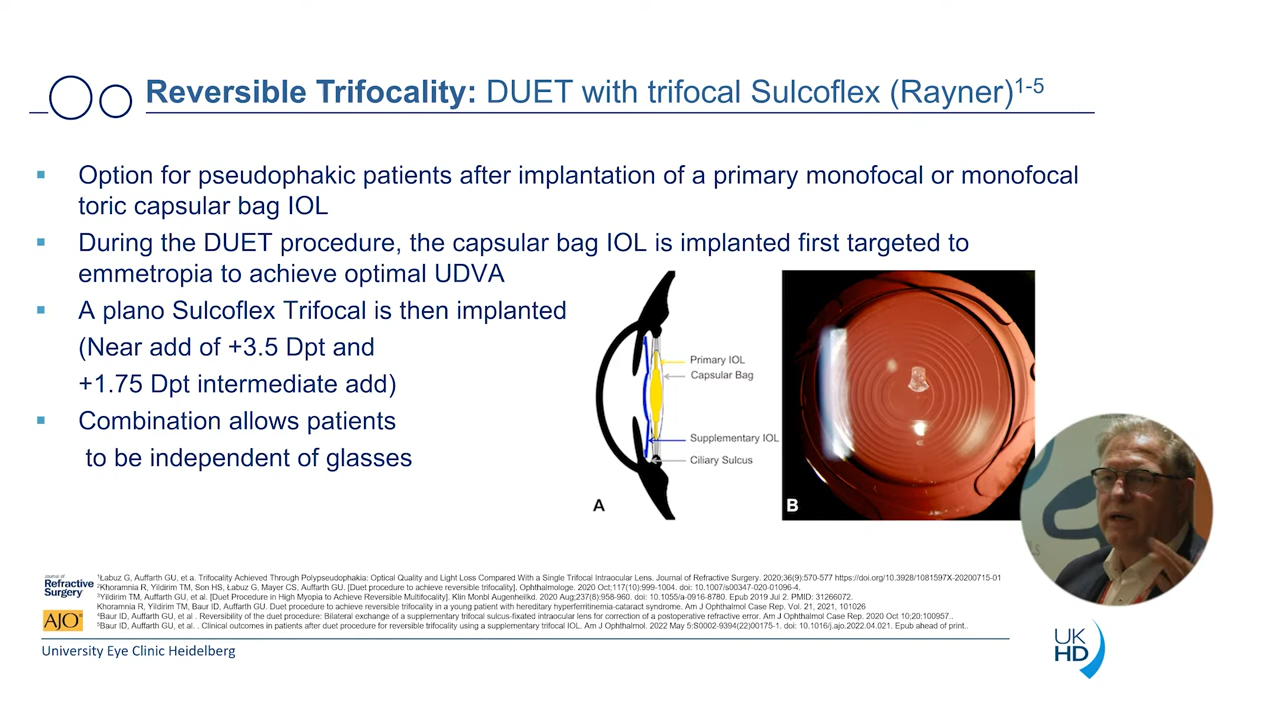 Reversible Trifocality: DUET with trifocal Sulcoflex (Rayner)1-5
▪ Option for pseudophakic patients after implantation of a primary monofocal or monofocal
toric capsular bag IOL
▪ During the DUET procedure, the capsular bag IOL is implanted first targeted to
emmetropia to achieve optimal UDVA
▪ A plano Sulcoflex Trifocal is then implanted
(Near add of +3.5 Dpt and
+1.75 Dpt intermediate add)
▪ Combination allows patients
to be independent of glasses
Primary IOL
Capsular Bag
Supplementary IOL
Ciliary Sulcus
A
B
Journal of
Refractive
Surgery
AJO
1Łabuz G, Auffarth GU, et a. Trifocality Achieved Through Polypseudophakia: Optical Quality and Light Loss Compared With a Single Trifocal Intraocular Lens. Journal of Refractive Surgery. 2020;36(9):570-577 https://doi.org/10.3928/1081597X-20200715-01
2Khoramnia R, Yildirim TM, Son HS, Łabuz G, Mayer CS, Auffarth GU. [Duet procedure to achieve reversible trifocality]. Ophthalmologe. 2020 Oct;117(10):999-1004. doi: 10.1007/s00347-020-01096-4,
3Yildirim TM, Auffarth GU, et al. [Duet Procedure in High Myopia to Achieve Reversible Multifocality]. Klin Monbl Augenheilkd. 2020 Aug;237(8):958-960. doi: 10.1055/a-0916-8780. Epub 2019 Jul 2. PMID: 31266072.
Khoramnia R, Yildirim TM, Baur ID, Auffarth GU. Duet procedure to achieve reversible trifocality in a young patient with hereditary hyperferritinemia-cataract syndrome. Am J Ophthalmol Case Rep. Vol. 21, 2021, 101026
4Baur ID, Auffarth GU, et al . Reversibility of the duet procedure: Bilateral exchange of a supplementary trifocal sulcus-fixated intraocular lens for correction of a postoperative refractive error. Am J Ophthalmol Case Rep. 2020 Oct 10;20:100957..
5Baur ID, Auffarth GU, et al. . Clinical outcomes in patients after duet procedure for reversible trifocality using a supplementary trifocal IOL. Am J Ophthalmol. 2022 May 5:S0002-9394(22)00175-1. doi: 10.1016/j.ajo.2022.04.021. Epub ahead of print..
University Eye Clinic Heidelberg
UK
HD